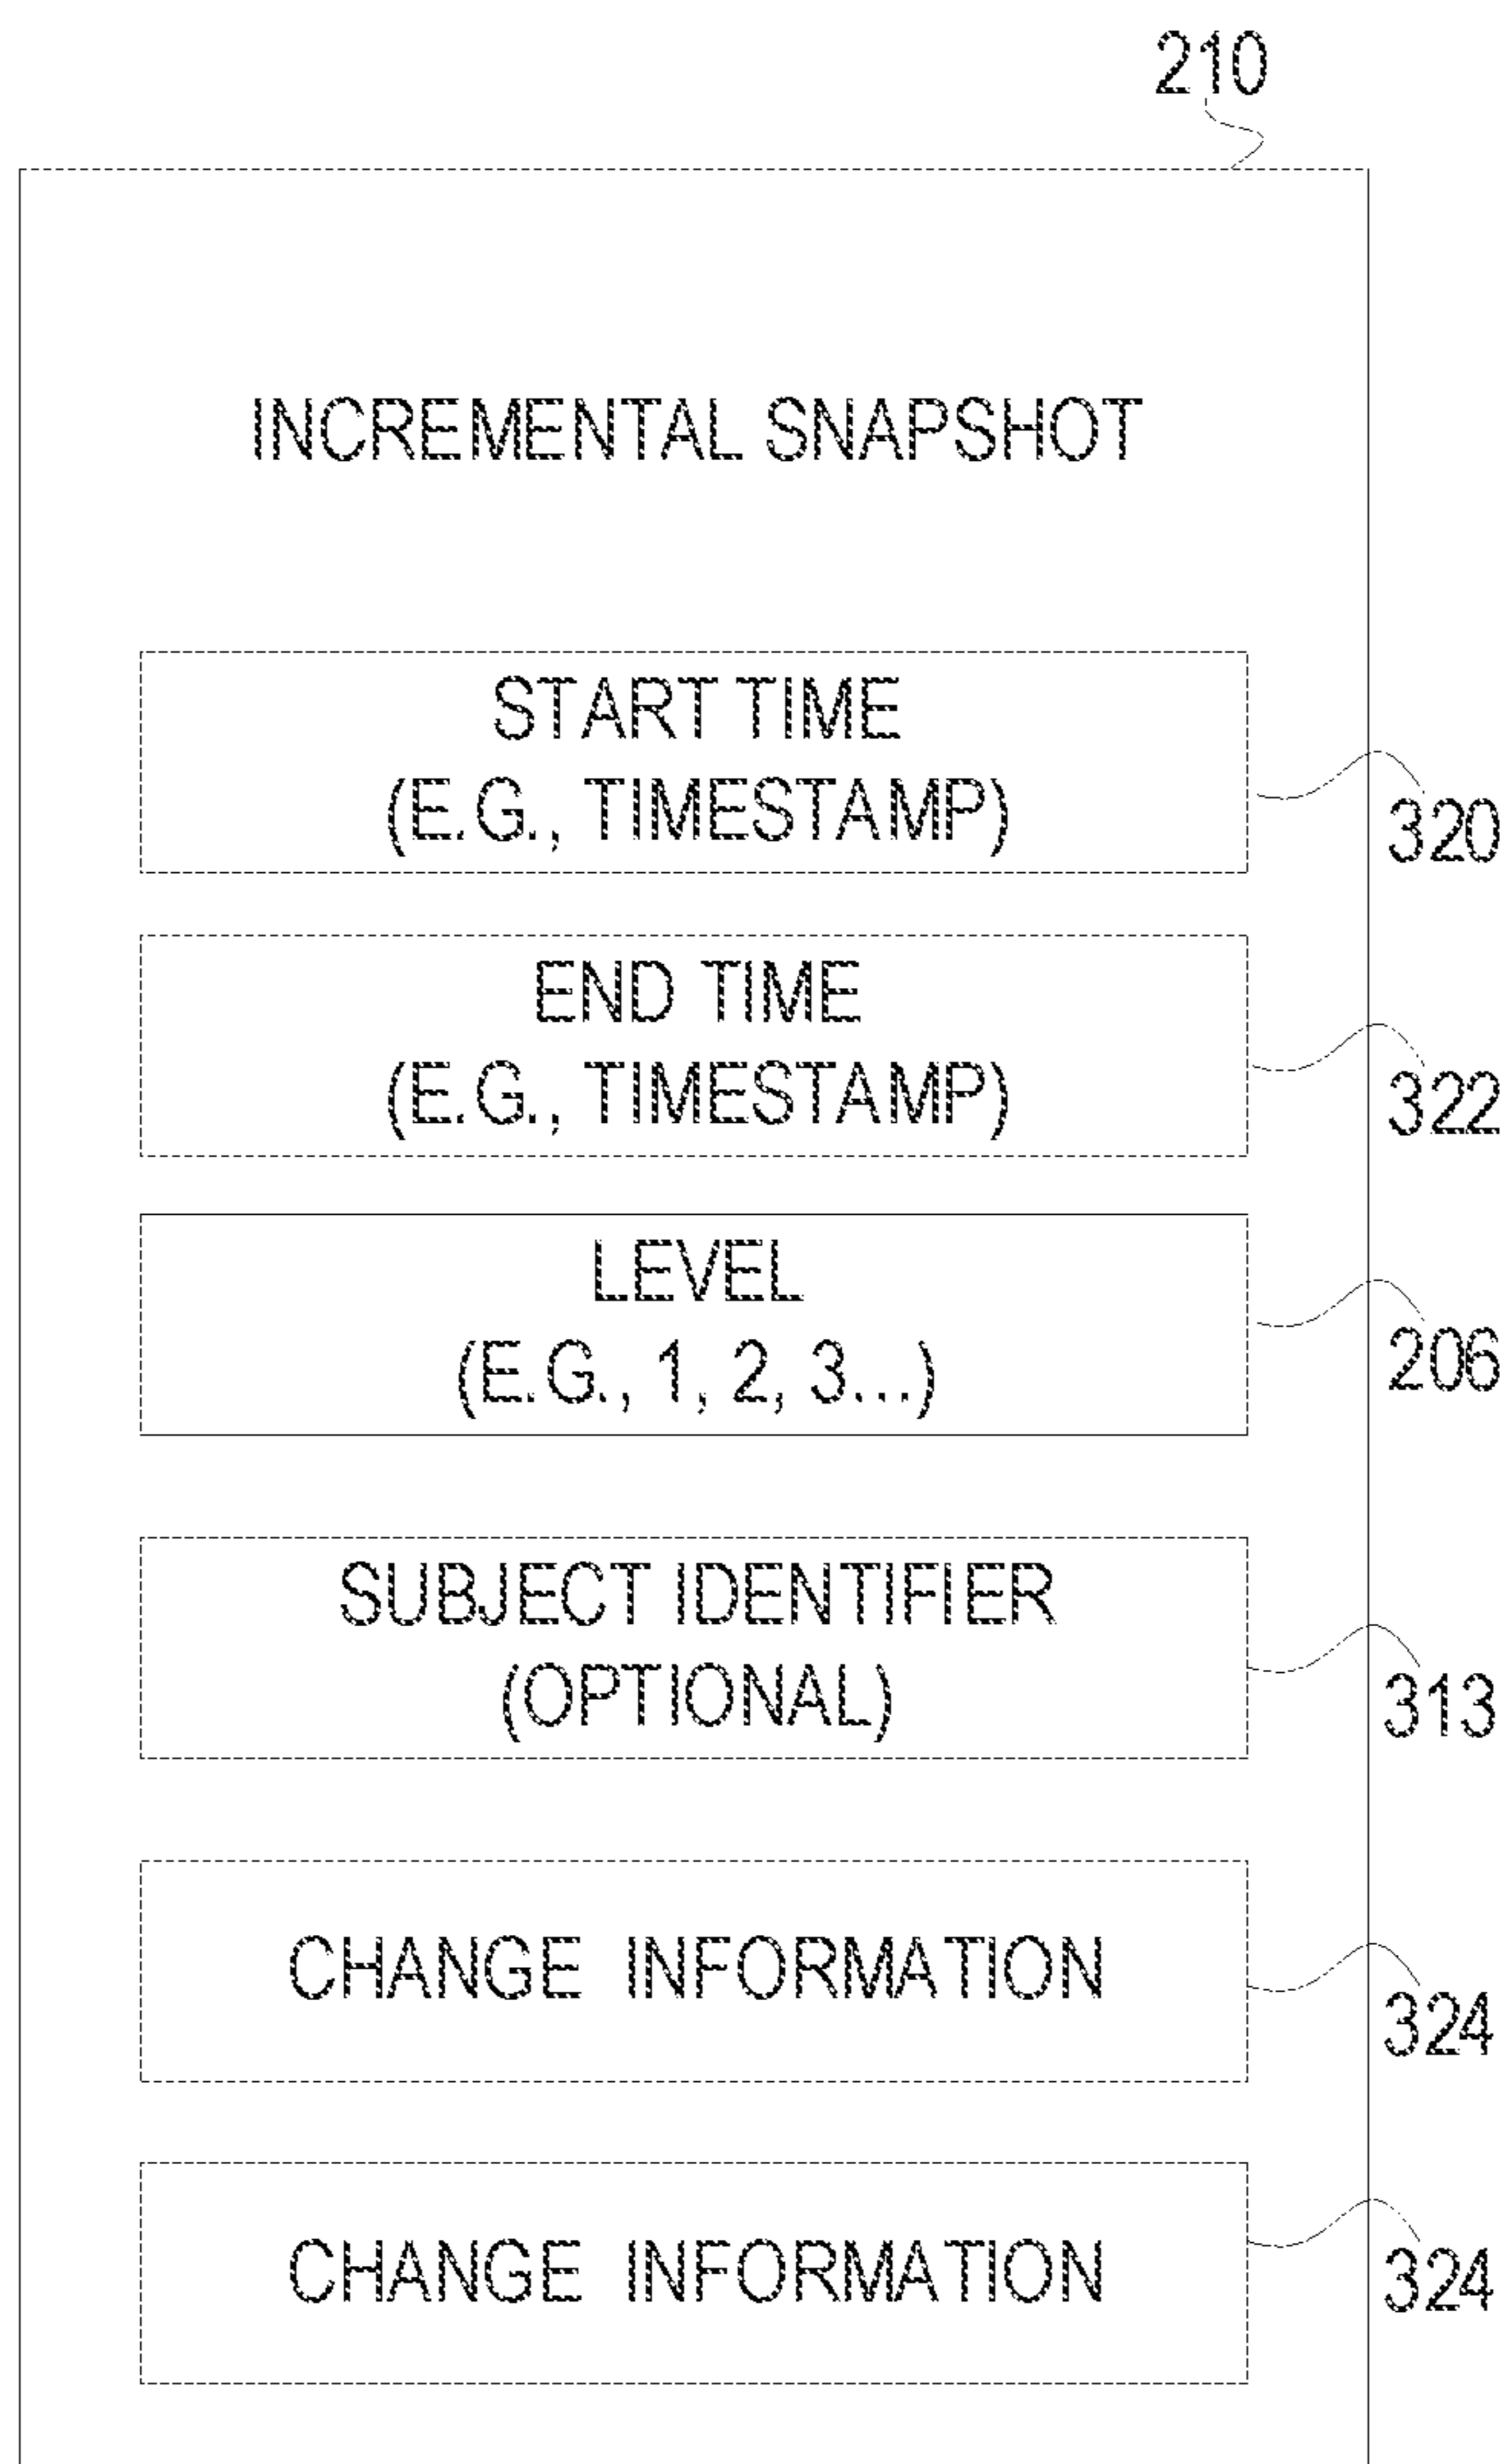 210
INCREMENTAL SNAPSHOT
START TIME
(E.G., TIMESTAMP)
320
END TIME
(E.G., TIMESTAMP)
322
LEVEL
(E.G., 1, 2, 3...)
206
SUBJECT IDENTIFIER
(OPTIONAL)
313
CHANGE INFORMATION
324
CHANGE INFORMATION
324